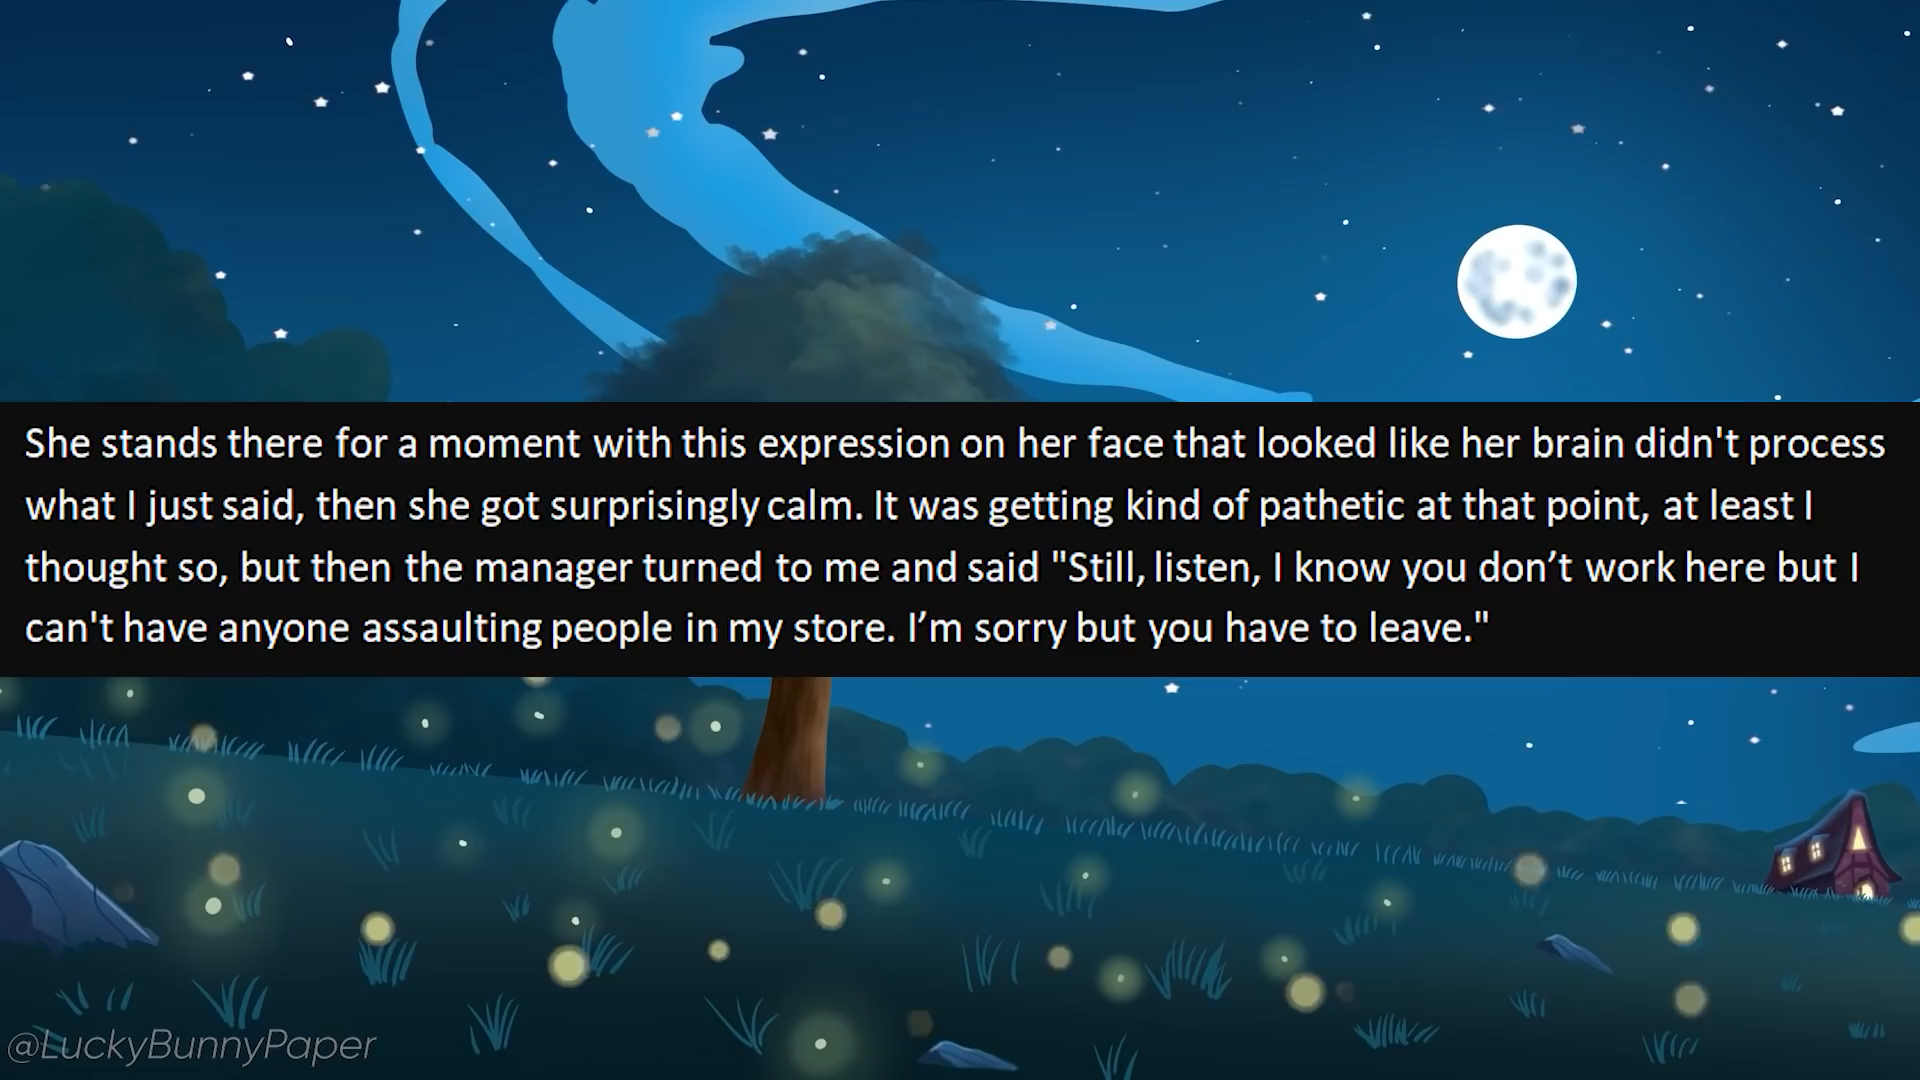 She stands there for a moment with this expression on her face that looked like her brain didn't process
what I just said, then she got surprisingly calm. It was getting kind of pathetic at that point, at least I
thought so, but then the manager turned to me and said "Still, listen, I know you don’t work here but I
can't have anyone assaulting people in my store. I’m sorry but you have to leave."
@LuckyBunnyPaper